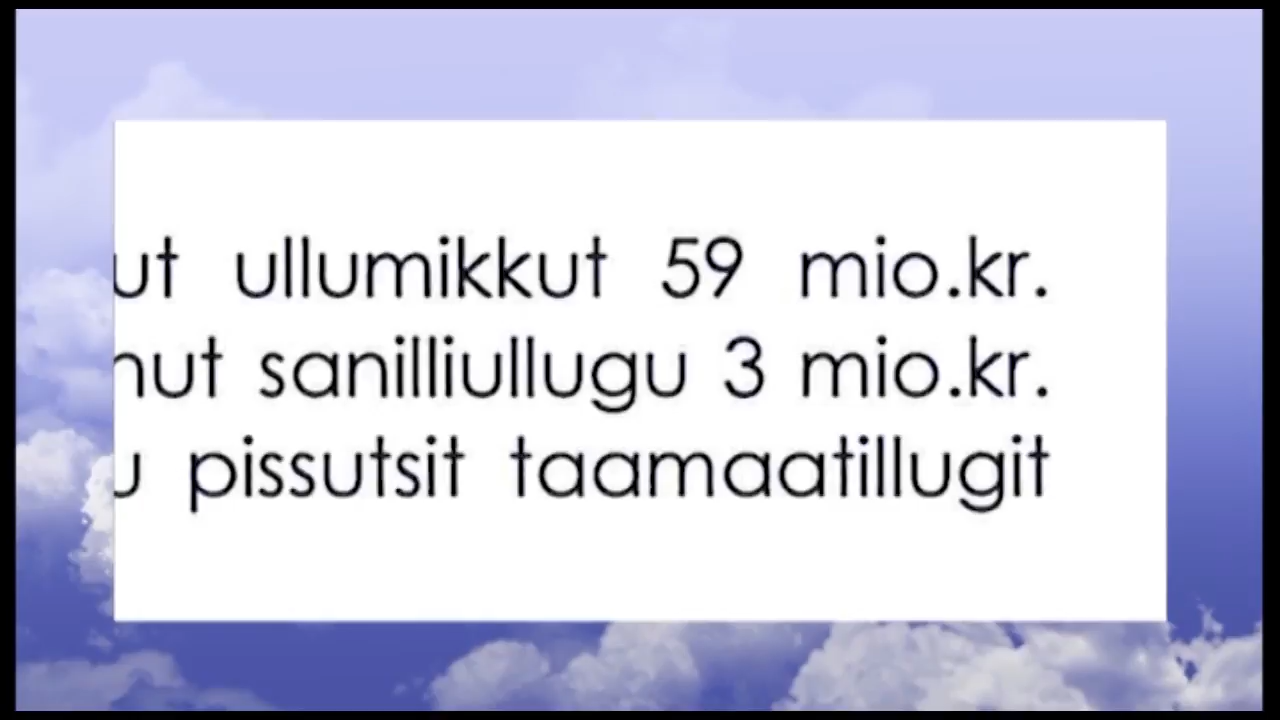 ut ullumikkut 59 mio.kr.
nut sanilliullugu 3 mio.kr.
u pissutsit taamaatillugit